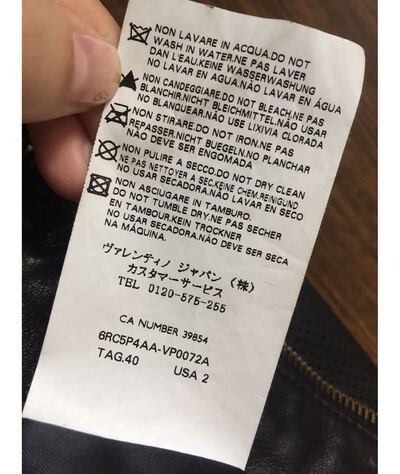 NON LAVARE IN ACQUA.DO NOT
WASH IN WATER.NE PAS LAVER
DAN L'EAU.KEINE WASSERWASHUNG
NO LAVAR EN AGUA.NÃO LAVAR EN ÁGUA
NON CANDEGGIARE.DO NOT BLEACH.NE PAS
BLANCHIR.NICHT BLEICHMITTEL.NÃO USAR
NO BLANQUEAR.NÃO USE LIXIVIA CLORADA
NON STIRARE.DO NOT IRON.NE PAS
REPASSER.NICHT BUEGELN.NO PLANCHAR
NÃO DEVE SER ENGOMADA
NON PULIRE A SECCO.DO NOT DRY CLEAN
NE PAS NETTOYER A SEC.KEINE CHEM.REINIGUND
NO USAR SECADORA.NÃO LAVAR EN SECO
NON ASCIUGARE IN TAMBURO.
DO NOT TUMBLE DRY.NE PAS SECHER
EN TAMBOUR.KEIN TROCKNER
NO USAR SECADORA.NÃO DEVE SER SECA
NA MÁQUINA.
ヴァレンティノ ジャパン (株)
カスタマーサービス
TEL 0120-575-255
CA NUMBER 39854
6RC5P4AA-VP0072A
TAG.40 USA 2